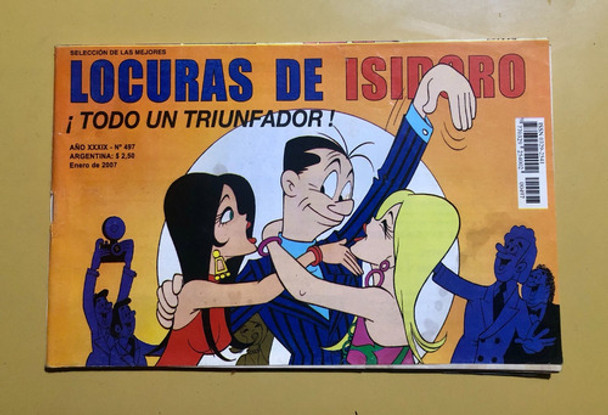 SELECCIÓN DE LAS MEJORES
LOCURAS DE ISIDORO
¡ TODO UN TRIUNFADOR !
AÑO XXXIX - Nº 497
ARGENTINA: $ 2,50
Enero de 2007
00497